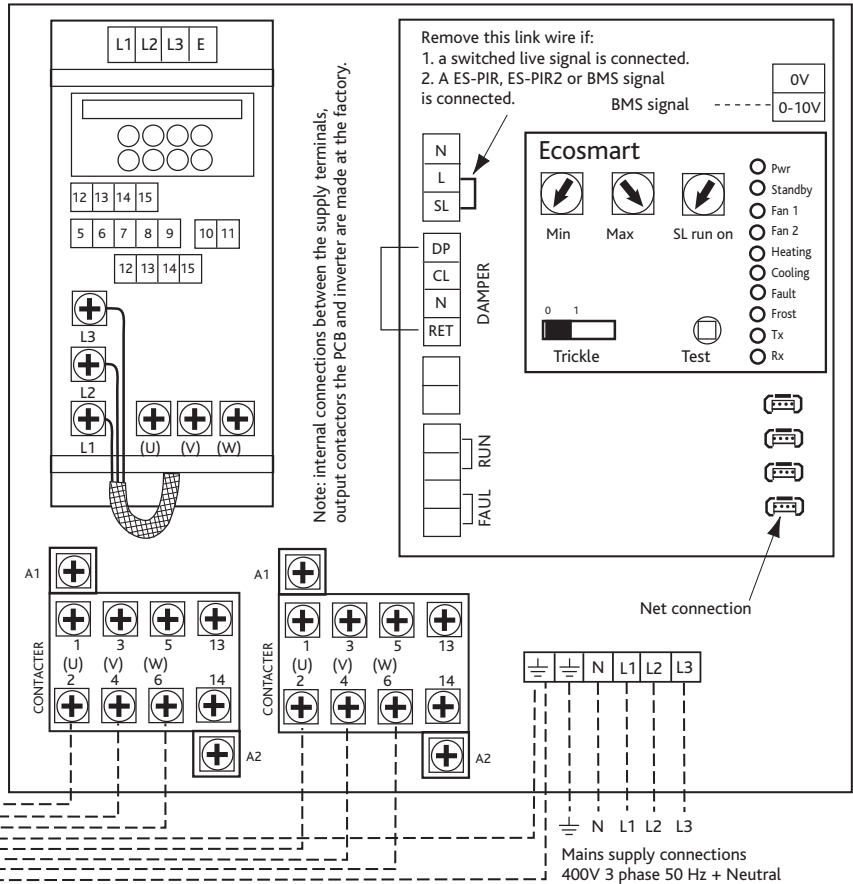 L1 L2 L3 E
12 13 14 15
5 6 7 8 9 10 11
12 13 14 15
L3
L2
L1
(U) (V) (W)
Note: internal connections between the supply terminals,
output contactors the PCB and inverter are made at the factory.
Remove this link wire if:
1. a switched live signal is connected.
2. A ES-PIR, ES-PIR2 or BMS signal
is connected.
BMS signal
0V
0-10V
N
L
SL
DP
CL
N
RET
DAMPER
RUN
FAUL
Ecosmart
Min Max SL run on
0 1
Trickle Test
Pwr
Standby
Fan 1
Fan 2
Heating
Cooling
Fault
Frost
Tx
Rx
Net connection
A1
1 3 5 13
(U) (V) (W)
2 4 6 14
CONTACTER
A2
A1
1 3 5 13
(U) (V) (W)
2 4 6 14
CONTACTER
A2
N L1 L2 L3
N L1 L2 L3
Mains supply connections
400V 3 phase 50 Hz + Neutral